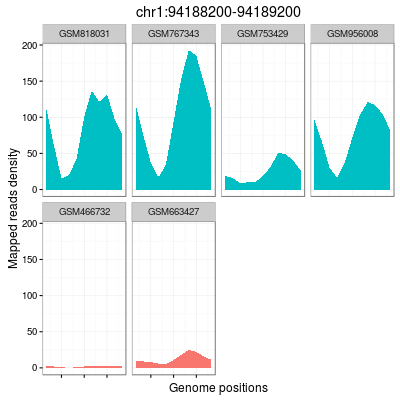 chr1:94188200-94189200
GSM818031 GSM767343 GSM753429 GSM956008
200
150
100
50
0
GSM466732 GSM663427
200
150
100
50
0
Mapped reads density
Genome positions